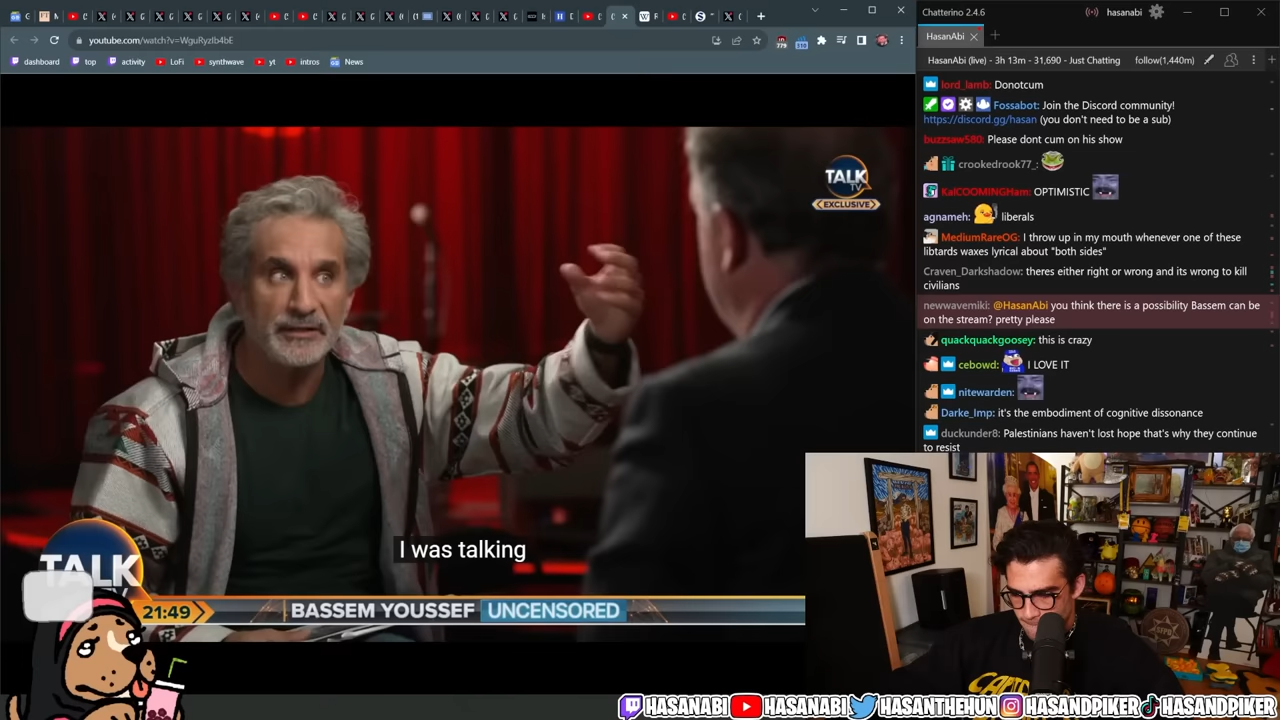 youtube.com/watch?v=WguRyzIb4bE
779
310
dashboard
top
activity
LoFi
synthwave
yt
intros
News
TALK
TV
EXCLUSIVE
I was talking
TALK
21:49
BASSEM YOUSSEF UNCENSORED
Chatterino 2.4.6
hasanabi
HasanAbi
HasanAbi (live) - 3h 13m - 31,690 - Just Chatting
follow(1,440m)
lord_lamb: Donotcum
Fossabot: Join the Discord community!
https://discord.gg/hasan (you don't need to be a sub)
buzzsaw580: Please dont cum on his show
crookedrook77_:
KalCOOMINGHam: OPTIMISTIC
agnameh: liberals
MediumRareOG: I throw up in my mouth whenever one of these
libtards waxes lyrical about "both sides"
Craven_Darkshadow: theres either right or wrong and its wrong to kill
civilians
newwavemiki: @HasanAbi you think there is a possibility Bassem can be
on the stream? pretty please
quackquackgoosey: this is crazy
cebowd: I LOVE IT
nitewarden:
Darke_Imp: it's the embodiment of cognitive dissonance
duckunder8: Palestinians haven't lost hope that's why they continue
to resist
HASANABI HASANABI HASANTHEHUN HASANDPIKER HASANDPIKER